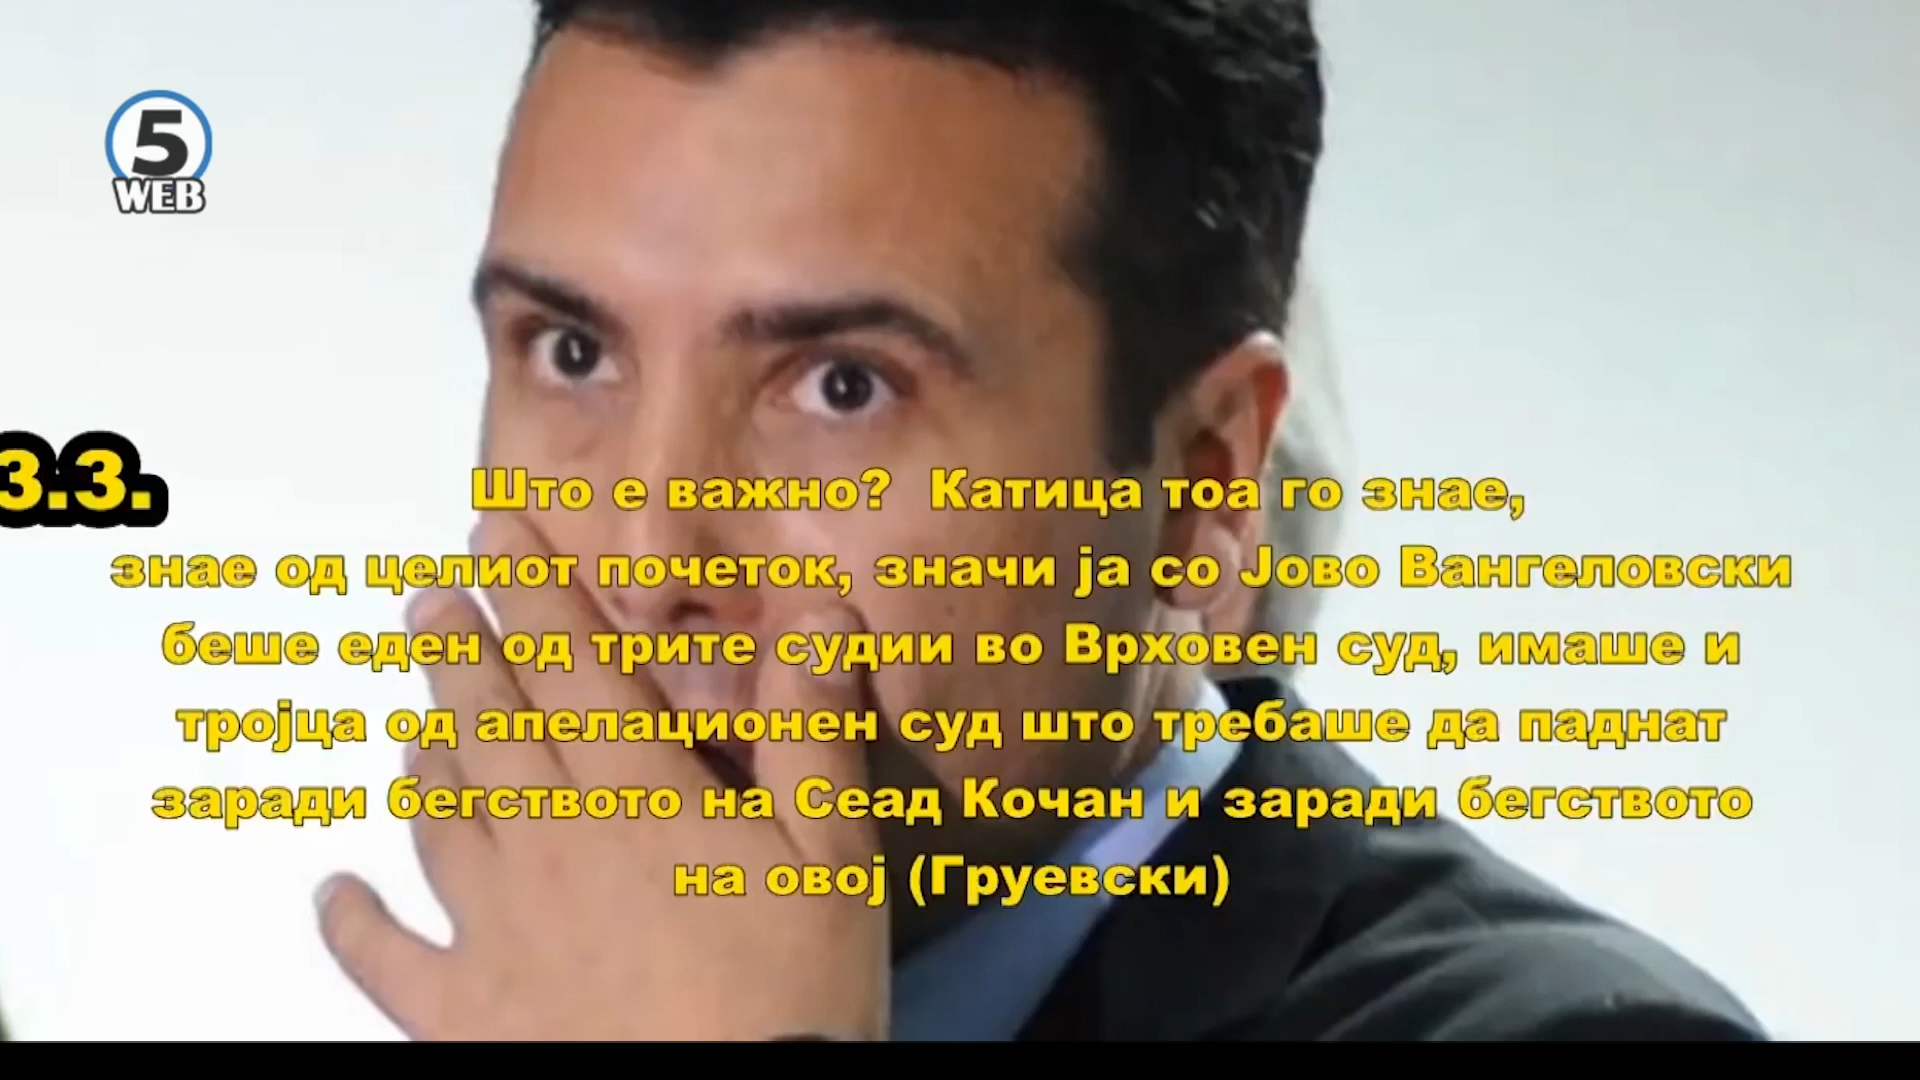 5
WEB
3.3.
Што е важно? Катица тоа го знае,
знае од целиот почеток, значи ја со Јово Вангеловски
беше еден од трите судии во Врховен суд, имаше и
тројца од апелационен суд што требаше да паднат
заради бегството на Сеад Кочан и заради бегството
на овој (Груевски)